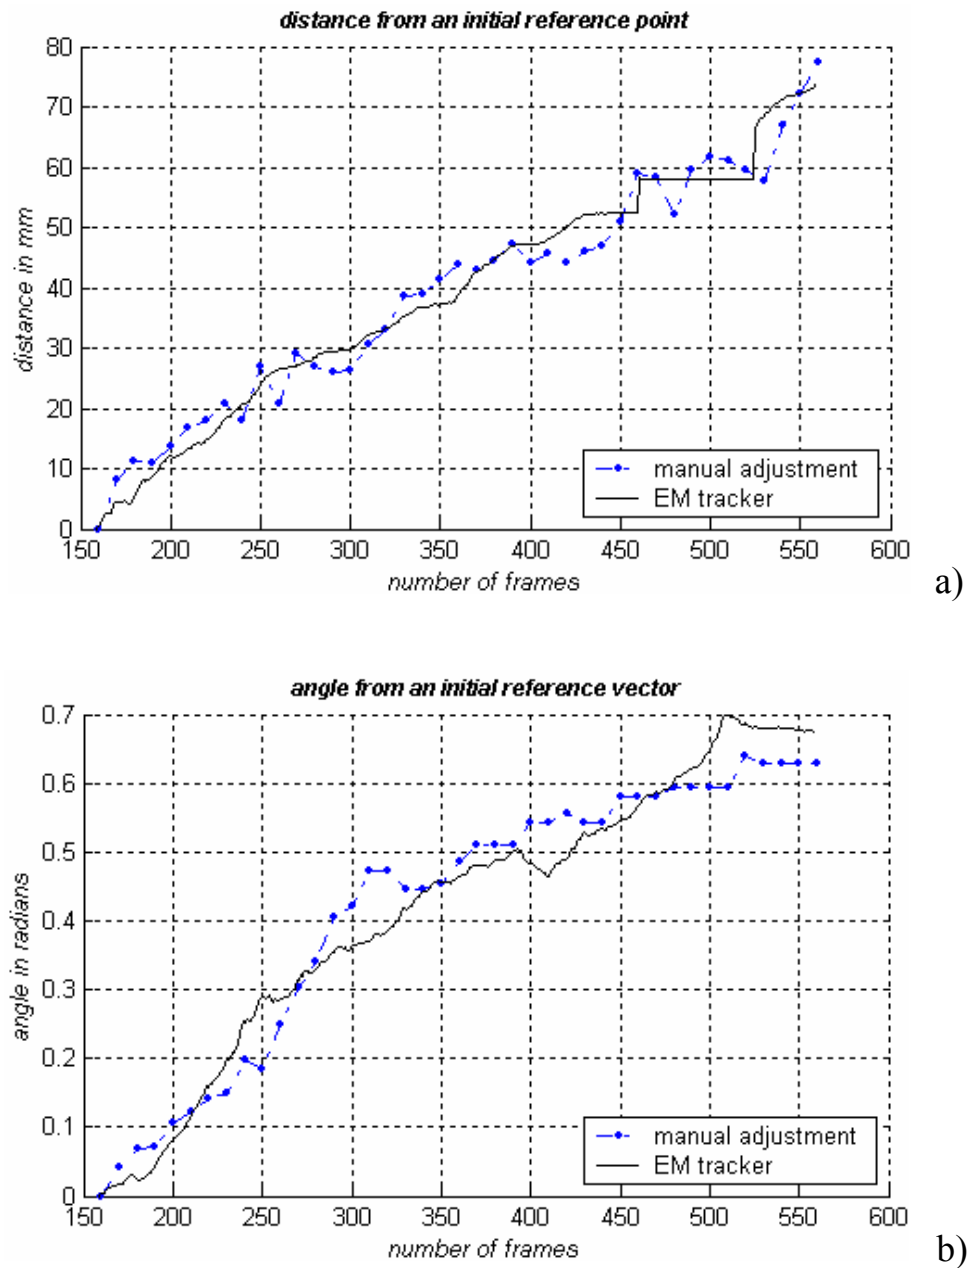 distance from an initial reference point
80
70
60
50
40
30
20
10
0
distance in mm
manual adjustment
EM tracker
150 200 250 300 350 400 450 500 550 600
number of frames
a)
angle from an initial reference vector
0.7
0.6
0.5
0.4
0.3
0.2
0.1
0
angle in radians
manual adjustment
EM tracker
150 200 250 300 350 400 450 500 550 600
number of frames
b)